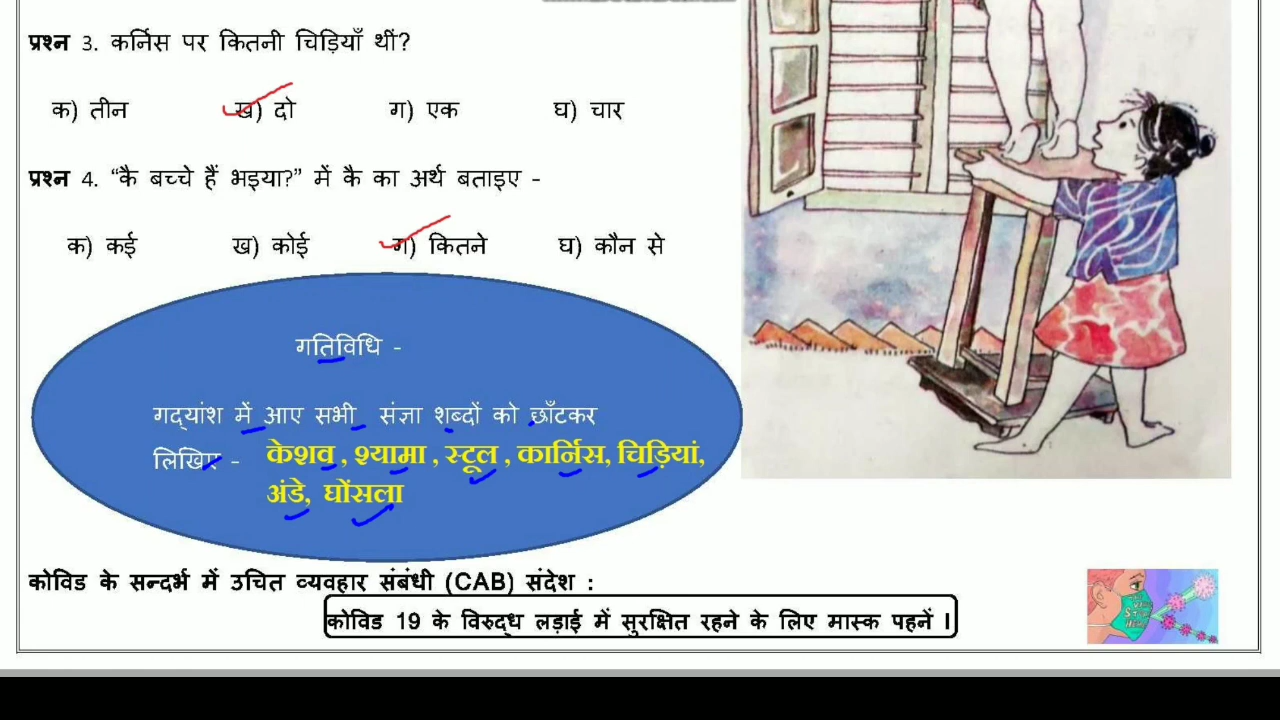 प्रश्न 3. कर्निस पर कितनी चिड़ियाँ थीं?
क) तीन ख) दो ग) एक घ) चार
प्रश्न 4. “कै बच्चे हैं भइया?” में कै का अर्थ बताइए -
क) कई ख) कोई ग) कितने घ) कौन से
गतिविधि -
गद्यांश में आए सभी संज्ञा शब्दों को छाँटकर
लिखिए - केशव , श्यामा , स्टूल , कार्निस, चिड़ियां,
अंडे, घोंसला
कोविड के सन्दर्भ में उचित व्यवहार संबंधी (CAB) संदेश :
कोविड 19 के विरुद्ध लड़ाई में सुरक्षित रहने के लिए मास्क पहनें ।